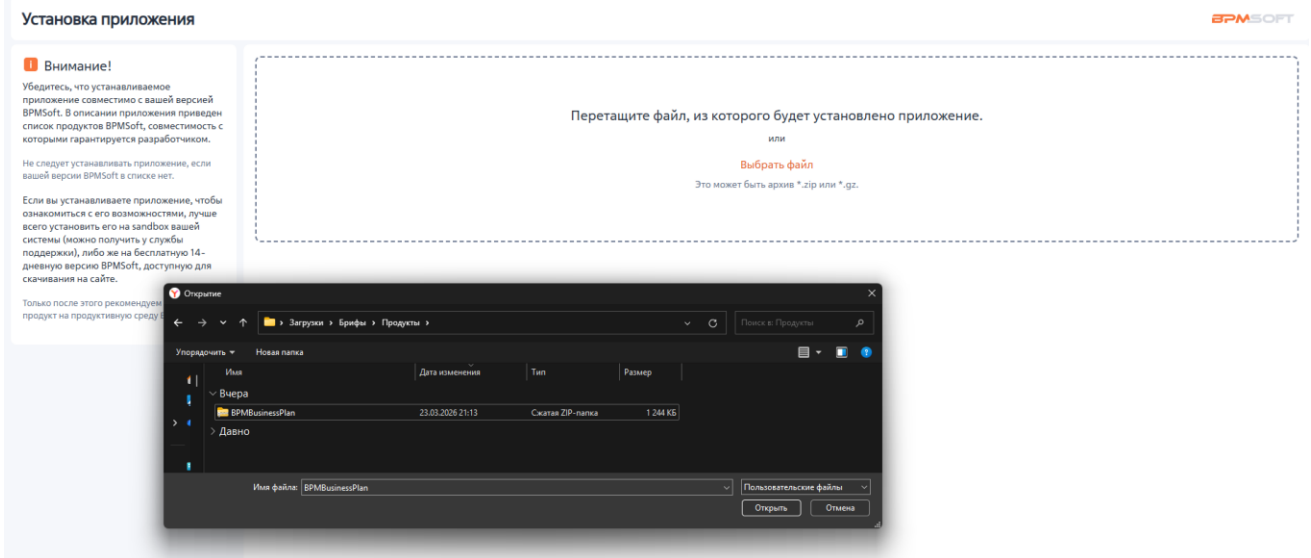 Установка приложения
BPMSOFT
Внимание!
Убедитесь, что устанавливаемое
приложение совместимо с вашей версией
BPMSoft. В описании приложения приведен
список продуктов BPMSoft, совместимость с
которыми гарантируется разработчиком.
Не следует устанавливать приложение, если
вашей версии BPMSoft в списке нет.
Если вы устанавливаете приложение, чтобы
ознакомиться с его возможностями, лучше
всего установить его на sandbox вашей
системы (можно получить у службы
поддержки), либо же на бесплатную 14-
дневную версию BPMSoft, доступную для
скачивания на сайте.
Только после этого рекомендуем
продукт на продуктивную среду
Перетащите файл, из которого будет установлено приложение.
или
Выбрать файл
Это может быть архив *.zip или *.gz.
Открытие
Загрузки › Брифы › Продукты ›
Поиск в: Продукты
Упорядочить Новая папка
Имя Дата изменения Тип Размер
Вчера
BPMBusinessPlan 23.03.2026 21:13 Сжатая ZIP-папка 1 244 КБ
Давно
Имя файла: BPMBusinessPlan Пользовательские файлы
Открыть Отмена